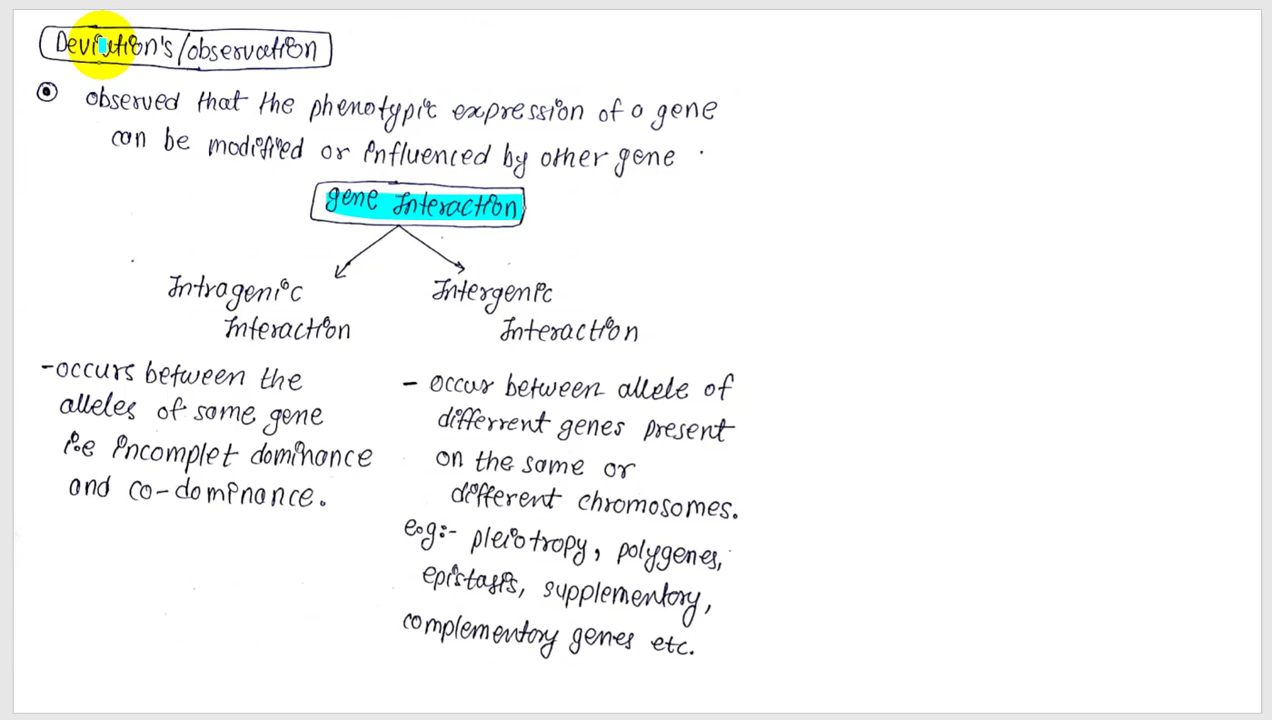 Deviation's/observation
observed that the phenotypic expression of a gene
can be modified or influenced by other gene .
gene Interaction
Intragenic
Interaction
-occurs between the
alleles of same gene
i.e incomplet dominance
and co-dominance.
Intergenic
Interaction
- occur between allele of
differrent genes present
on the same or
different chromosomes.
e.g:- pleiotropy, polygenes,
epistasis, supplementory,
complementory genes etc.